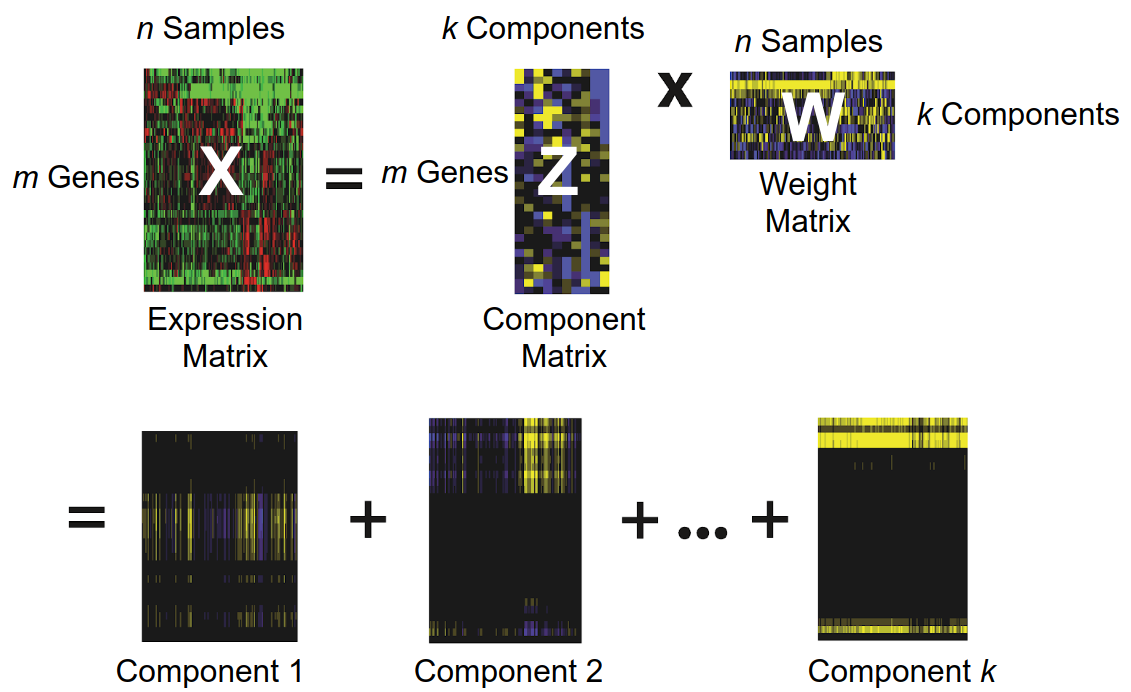 n Samples
k Components
n Samples
x
X
Z
W
m Genes
=
m Genes
k Components
Weight
Matrix
Expression
Matrix
Component
Matrix
=
+
+
...
+
Component 1
Component 2
Component k